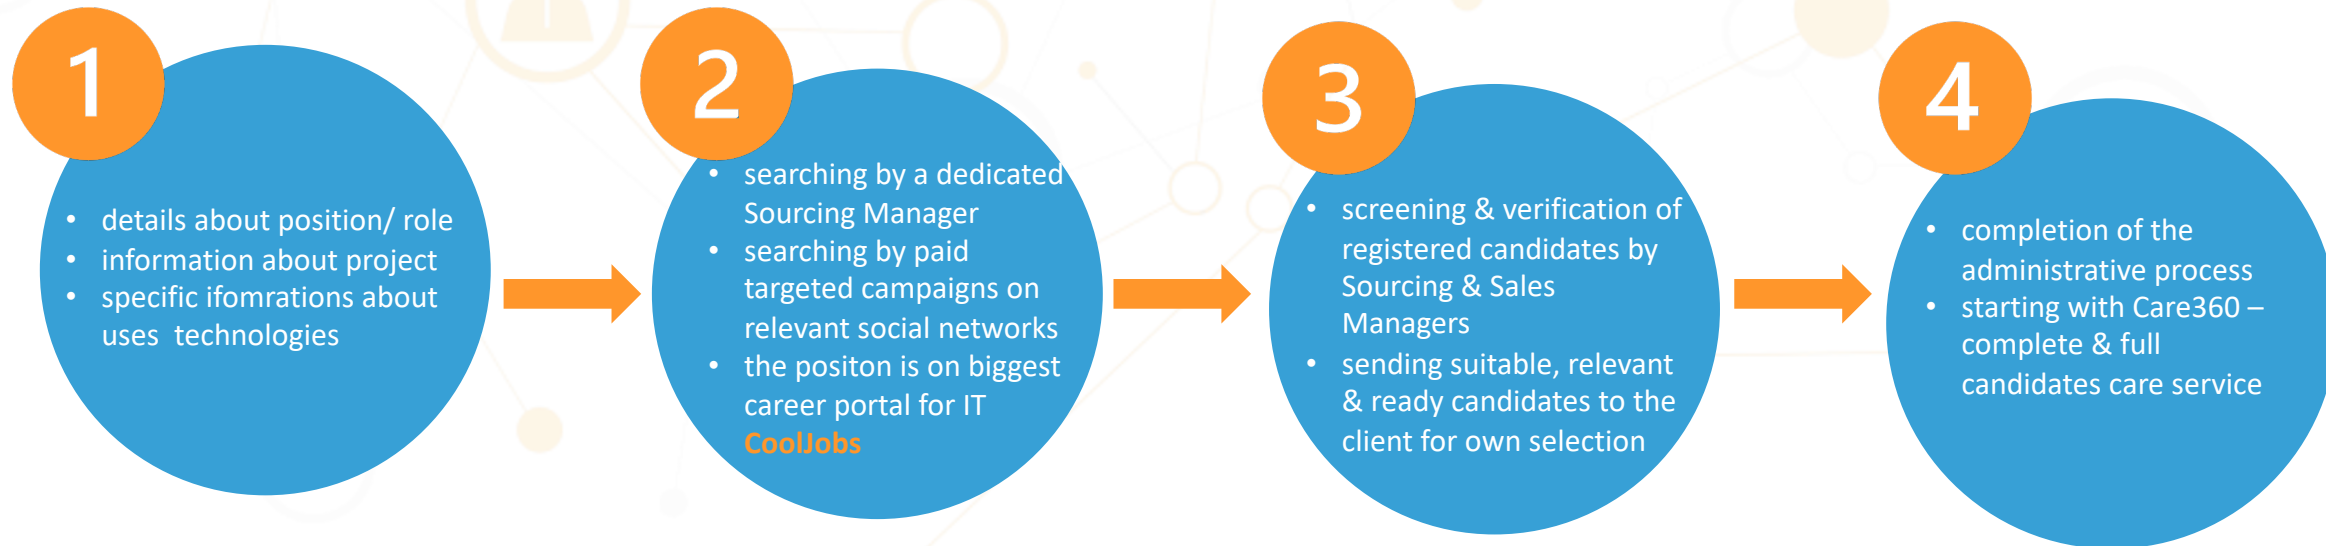 1
• details about position/ role
• information about project
• specific ifomrations about
uses  technologies
2
• searching by a dedicated
Sourcing Manager
• searching by paid
targeted campaigns on
relevant social networks
• the positon is on biggest
career portal for IT
CoolJobs
3
• screening & verification of
registered candidates by
Sourcing & Sales
Managers
• sending suitable, relevant
& ready candidates to the
client for own selection
4
• completion of the
administrative process
• starting with Care360 –
complete & full
candidates care service